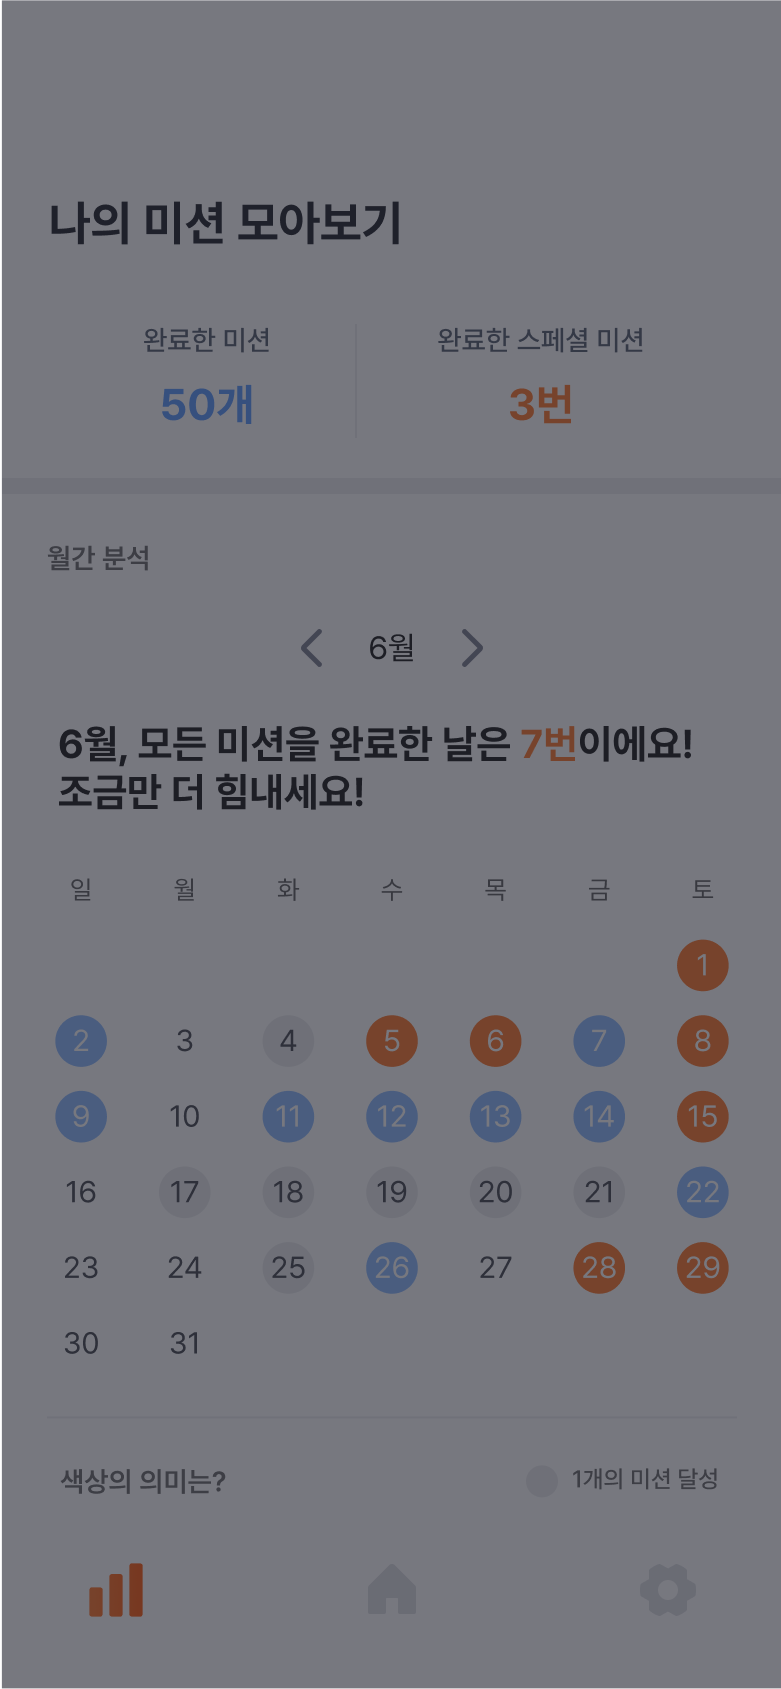 나의 미션 모아보기
완료한 미션 완료한 스페셜 미션
50개 3번
월간 분석
6월
6월, 모든 미션을 완료한 날은 7번이에요!
조금만 더 힘내세요!
일 월 화 수 목 금 토
1
2 3 4 5 6 7 8
9 10 11 12 13 14 15
16 17 18 19 20 21 22
23 24 25 26 27 28 29
30 31
색상의 의미는? 1개의 미션 달성